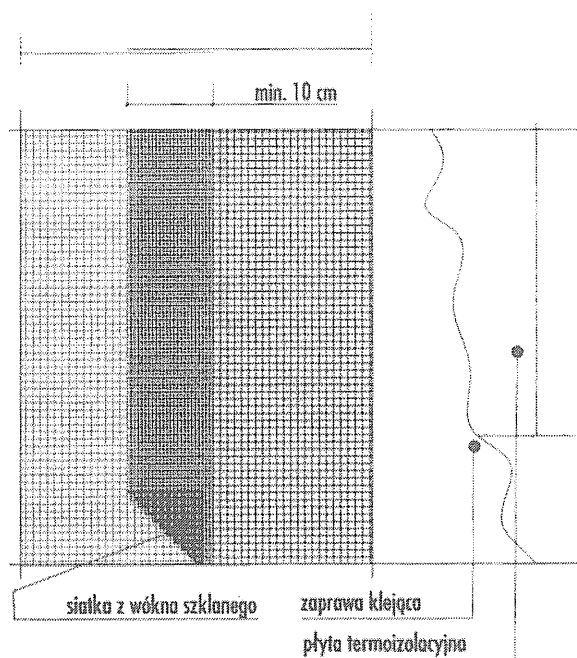 min. 10 cm
siatka z wókna szklanego
zaprawa klejąca
płyta termoizolacyjna